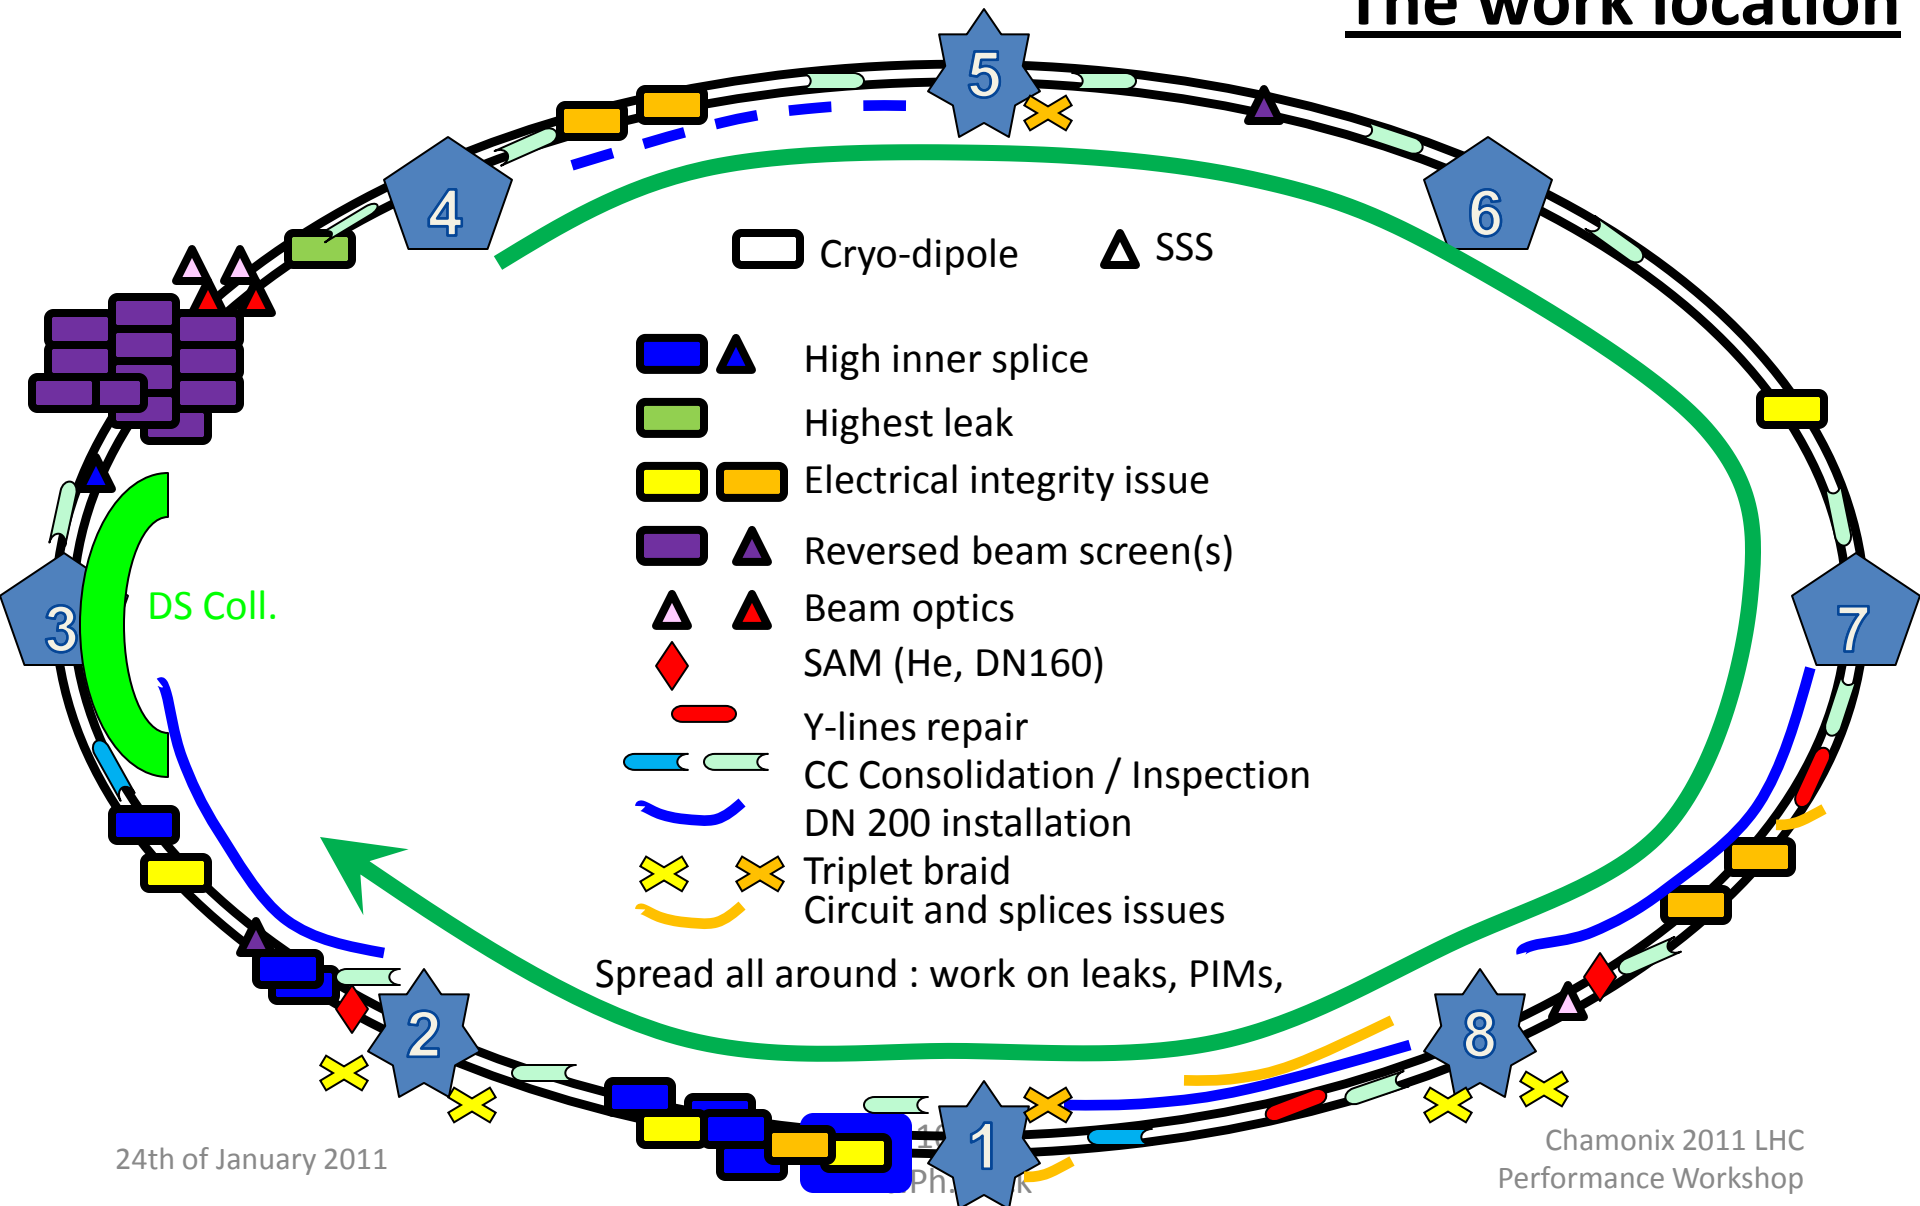 The work location
5
4
6
Cryo-dipole
SSS
High inner splice
Highest leak
Electrical integrity issue
Reversed beam screen(s)
DS Coll.
Beam optics
3
7
SAM (He, DN160)
Y-lines repair
CC Consolidation / Inspection
DN 200 installation
Triplet braid
Circuit and splices issues
Spread all around : work on leaks, PIMs,
2
8
1
24th of January 2011
Chamonix 2011 LHC
Performance Workshop